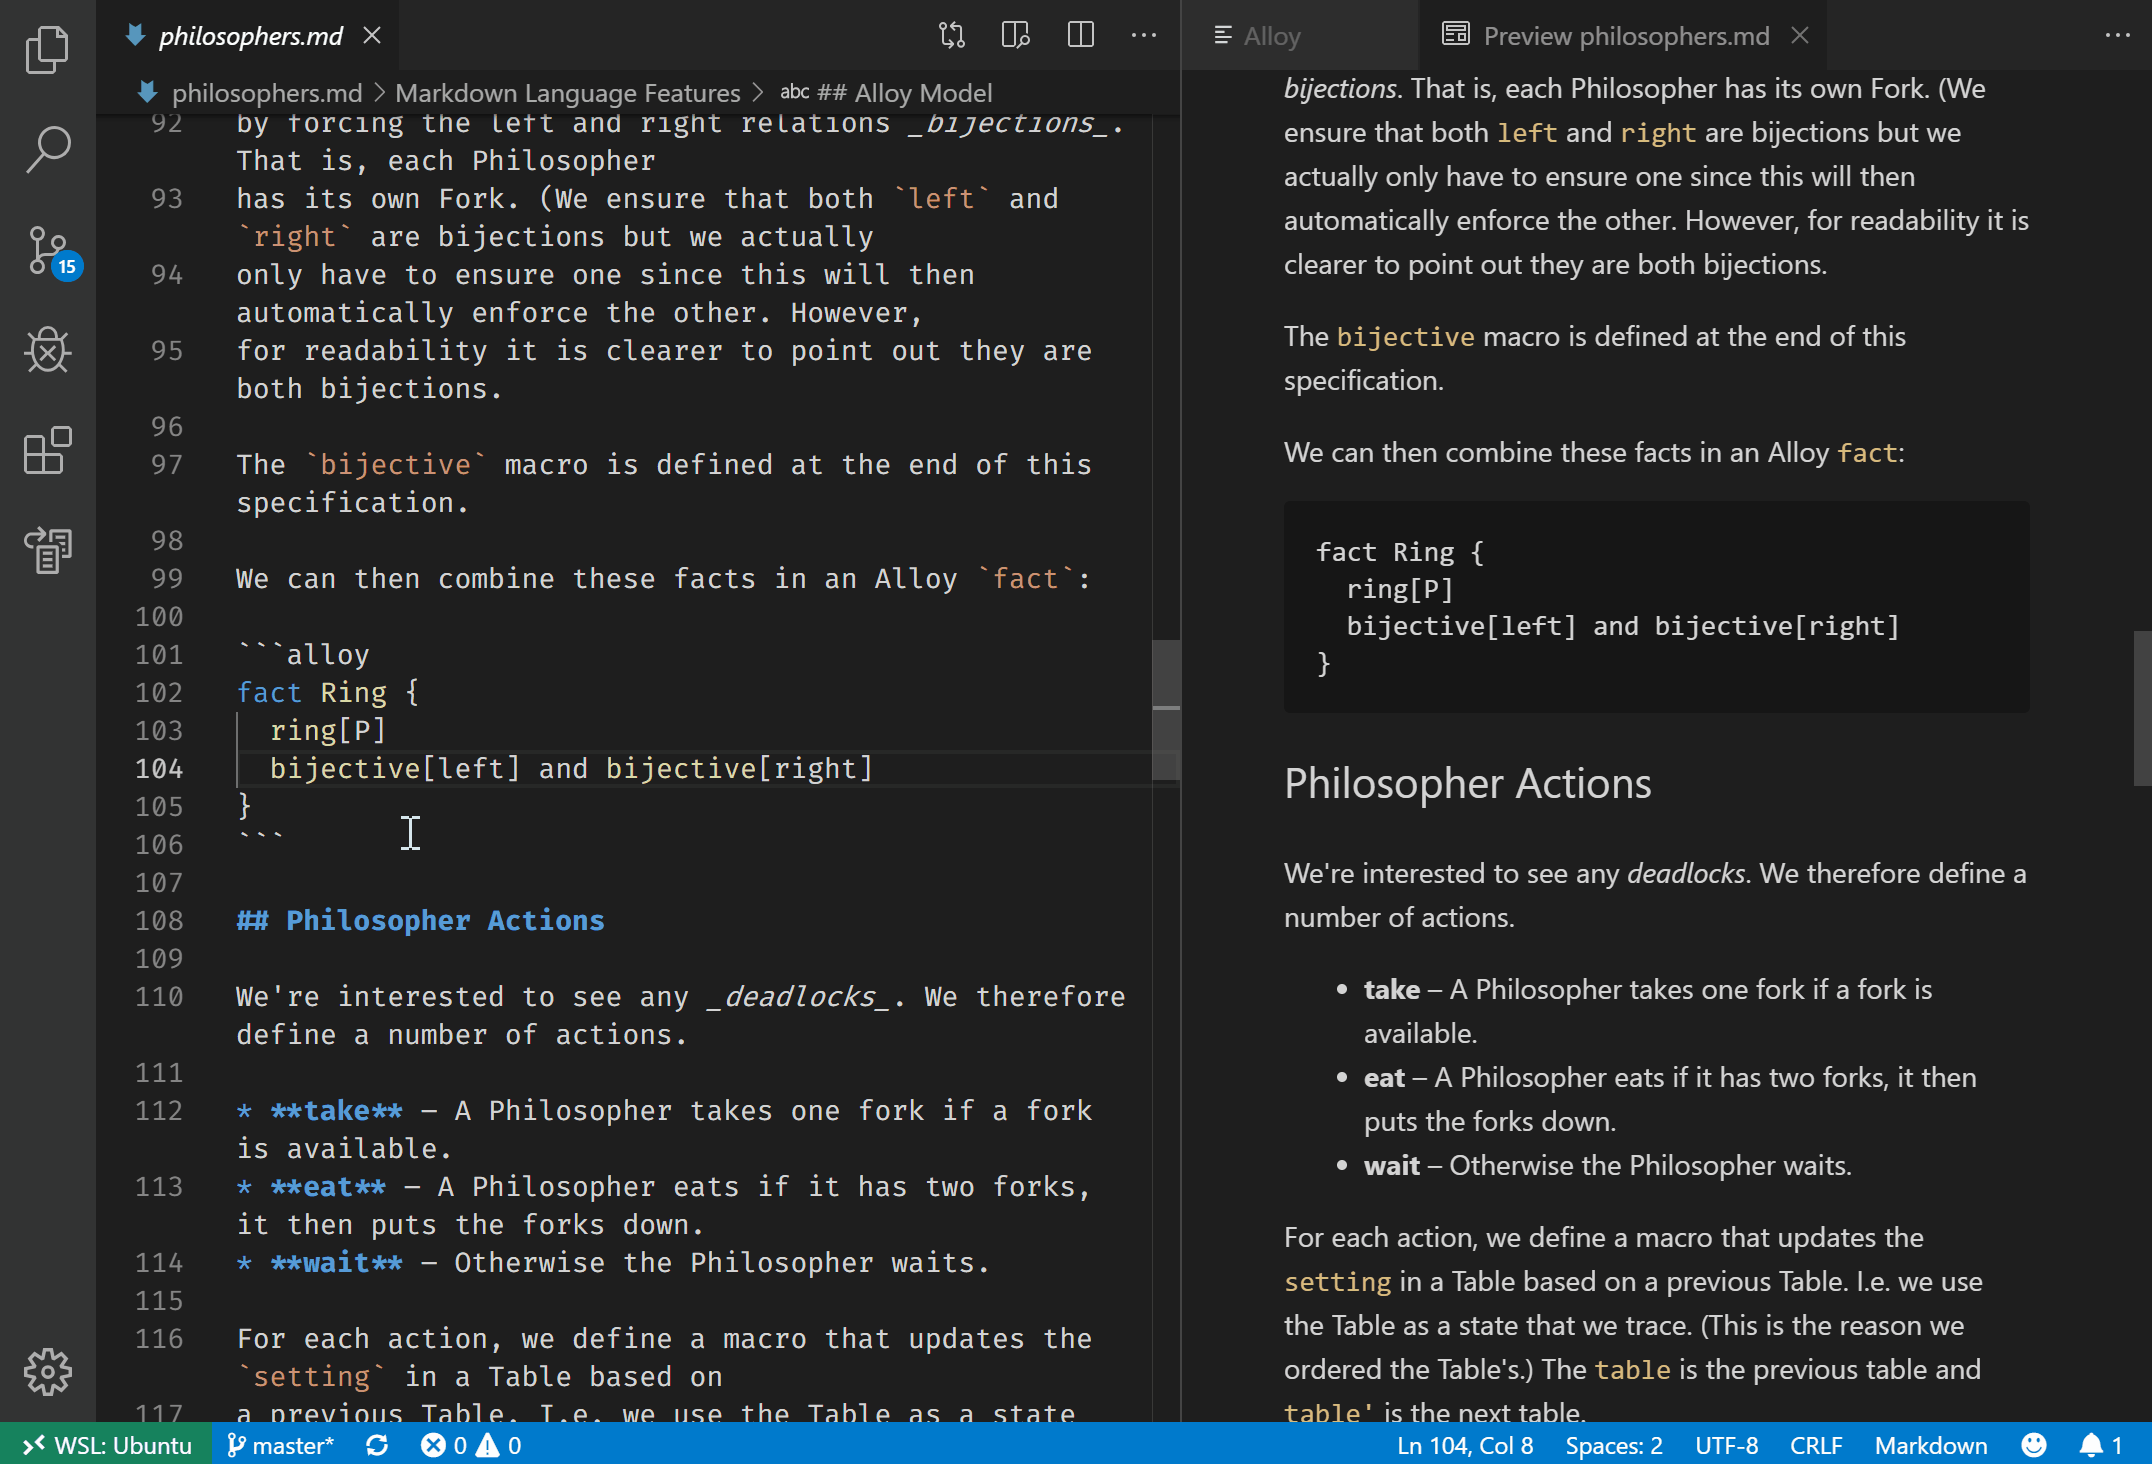 philosophers.md
philosophers.md > Markdown Language Features > abc ## Alloy Model
92 by forcing the left and right relations _bijections_.
That is, each Philosopher
93 has its own Fork. (We ensure that both `left` and
`right` are bijections but we actually
94 only have to ensure one since this will then
automatically enforce the other. However,
95 for readability it is clearer to point out they are
both bijections.
96
97 The `bijective` macro is defined at the end of this
specification.
98
99 We can then combine these facts in an Alloy `fact`:
100
101 ```alloy
102 fact Ring {
103   ring[P]
104   bijective[left] and bijective[right]
105 }
106 ```
107
108 ## Philosopher Actions
109
110 We're interested to see any _deadlocks_. We therefore
define a number of actions.
111
112 * **take** – A Philosopher takes one fork if a fork
is available.
113 * **eat** – A Philosopher eats if it has two forks,
it then puts the forks down.
114 * **wait** – Otherwise the Philosopher waits.
115
116 For each action, we define a macro that updates the
`setting` in a Table based on
117 a previous Table. I.e. we use the Table as a state
15
Alloy
Preview philosophers.md
bijections. That is, each Philosopher has its own Fork. (We
ensure that both left and right are bijections but we
actually only have to ensure one since this will then
automatically enforce the other. However, for readability it is
clearer to point out they are both bijections.
The bijective macro is defined at the end of this
specification.
We can then combine these facts in an Alloy fact:
fact Ring {
  ring[P]
  bijective[left] and bijective[right]
}
Philosopher Actions
We're interested to see any deadlocks. We therefore define a
number of actions.
• take – A Philosopher takes one fork if a fork is
available.
• eat – A Philosopher eats if it has two forks, it then
puts the forks down.
• wait – Otherwise the Philosopher waits.
For each action, we define a macro that updates the
setting in a Table based on a previous Table. I.e. we use
the Table as a state that we trace. (This is the reason we
ordered the Table's.) The table is the previous table and
table' is the next table.
WSL: Ubuntu master* 0 0 Ln 104, Col 8 Spaces: 2 UTF-8 CRLF Markdown 1